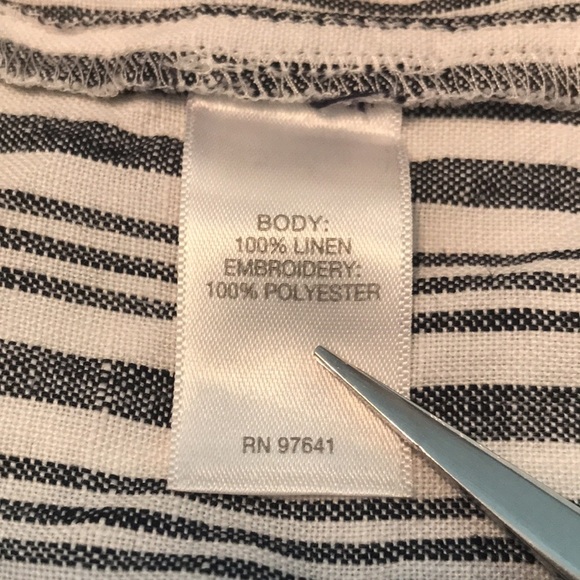 BODY:
100% LINEN
EMBROIDERY:
100% POLYESTER
RN 97641